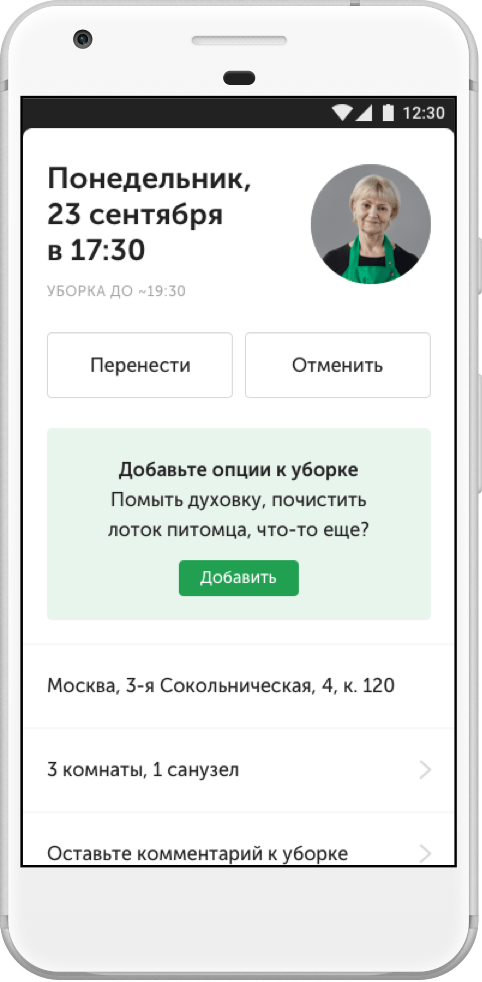 12:30
Понедельник,
23 сентября
в 17:30
УБОРКА ДО ~19:30
Перенести
Отменить
Добавьте опции к уборке
Помыть духовку, почистить
лоток питомца, что-то еще?
Добавить
Москва, 3-я Сокольническая, 4, к. 120
3 комнаты, 1 санузел
Оставьте комментарий к уборке